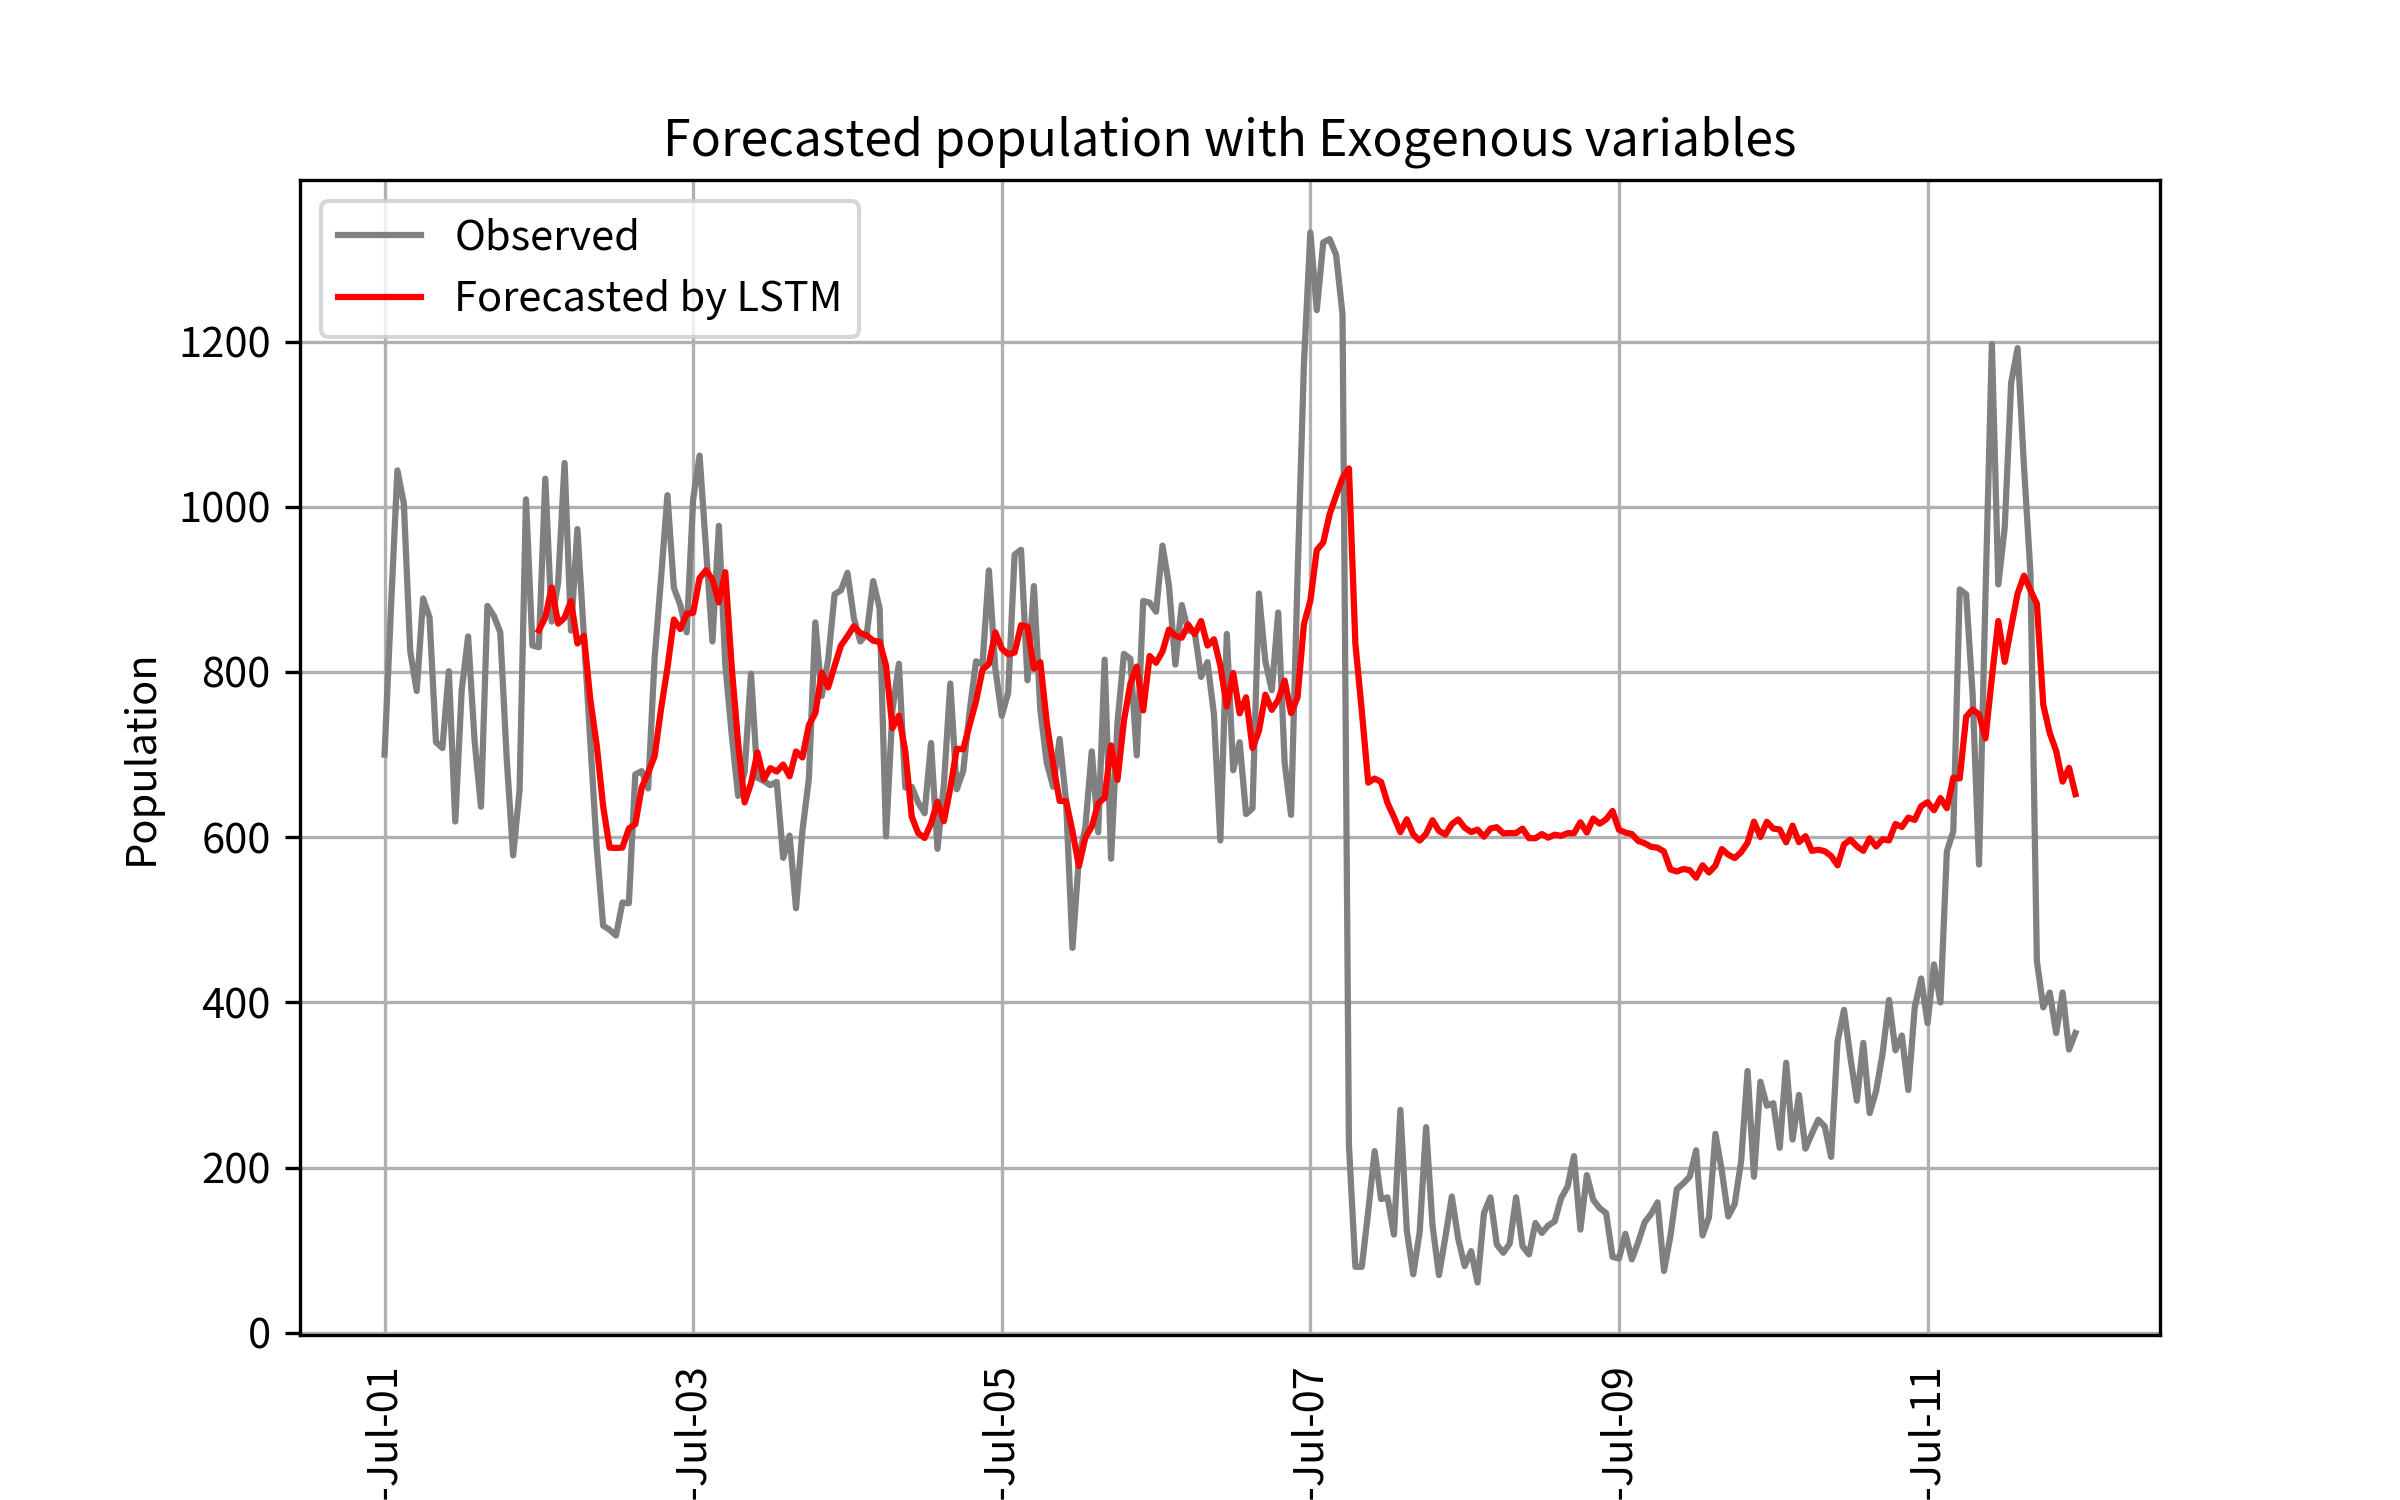 Forecasted population with Exogenous variables
Observed
Forecasted by LSTM
1200
1000
800
600
400
200
0
Population
-Jul-01
-Jul-03
-Jul-05
-Jul-07
-Jul-09
-Jul-11